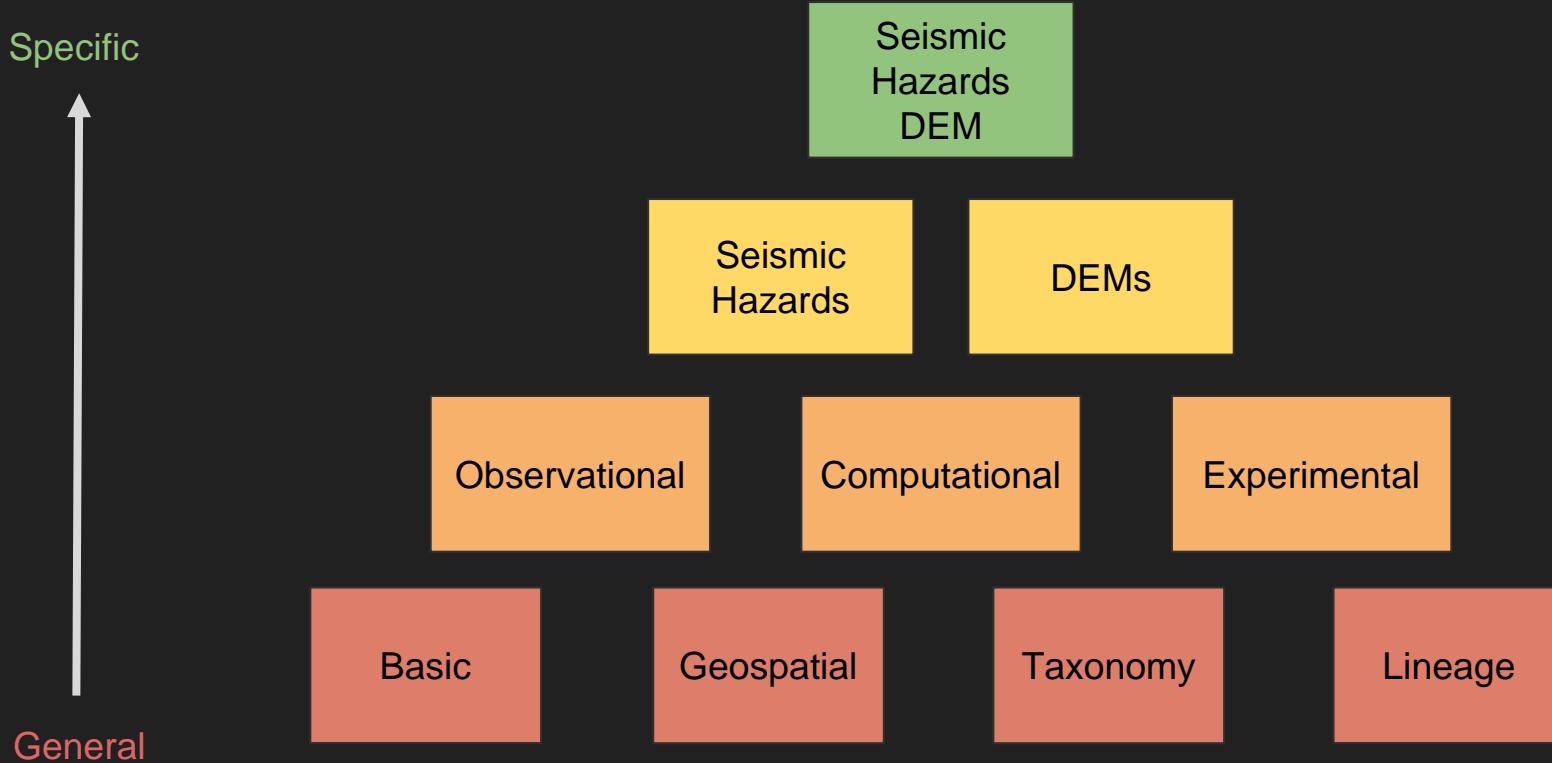 Specific
Seismic
Hazards
DEM
Seismic
Hazards
DEMs
Observational
Computational
Experimental
Basic
Geospatial
Taxonomy
Lineage
General